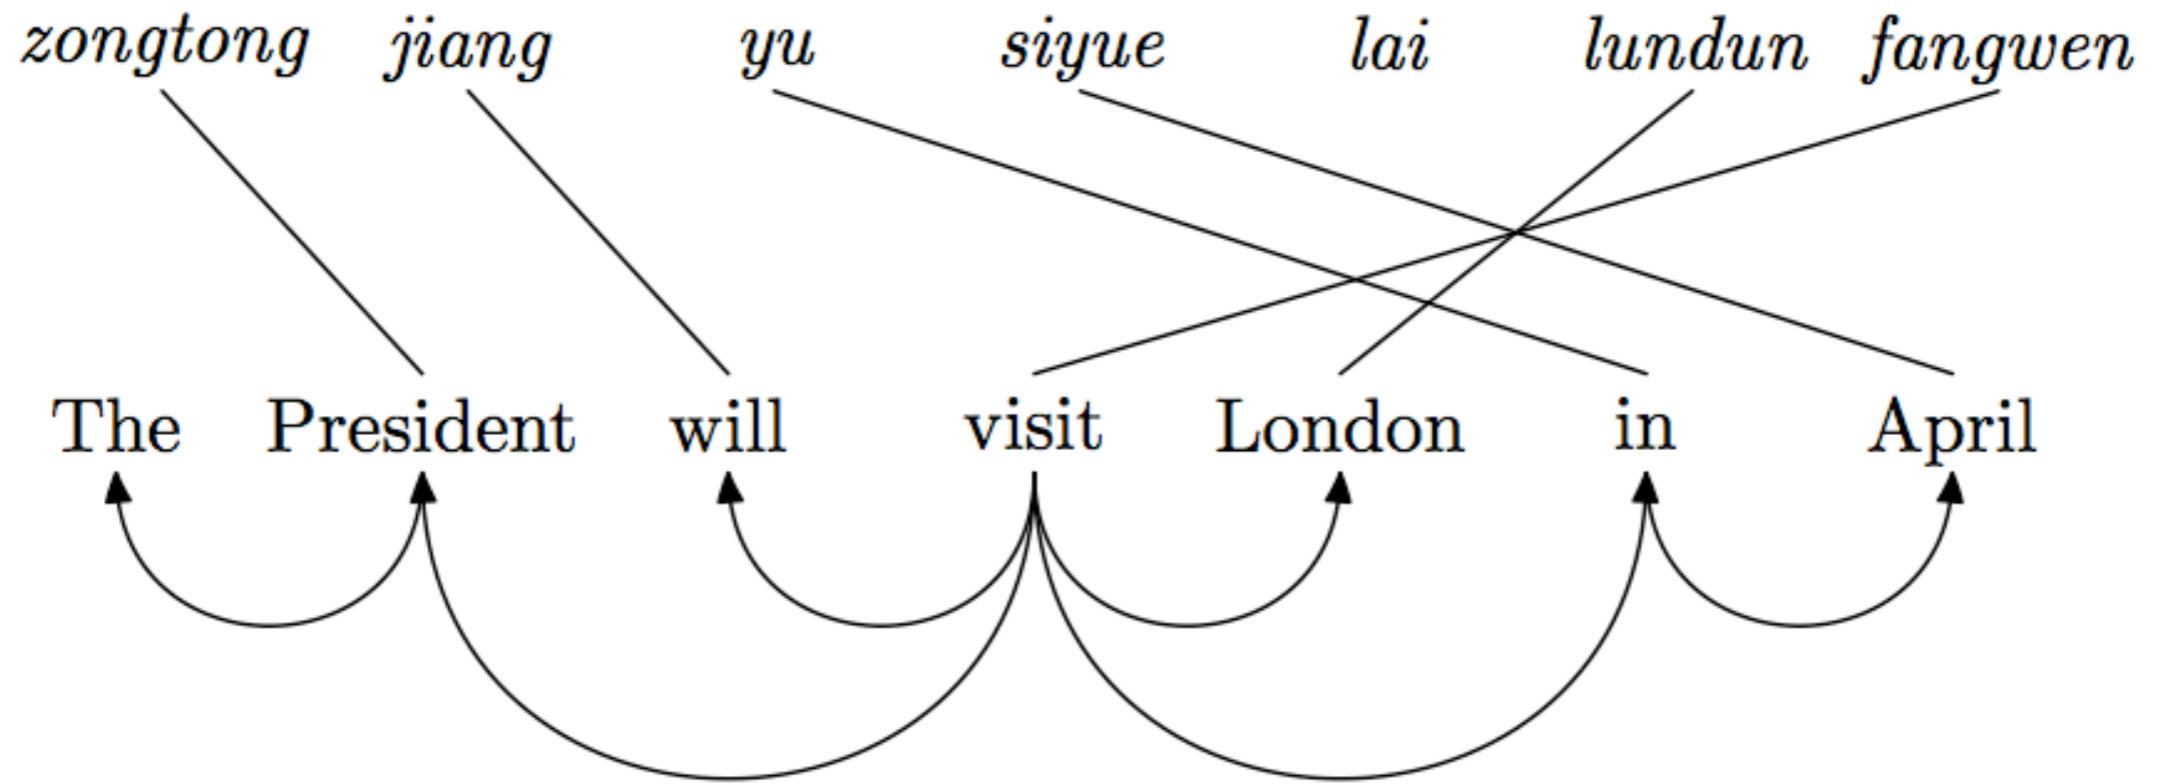 zongtong jiang yu siyue lai lundun fangwen
The President will visit London in April